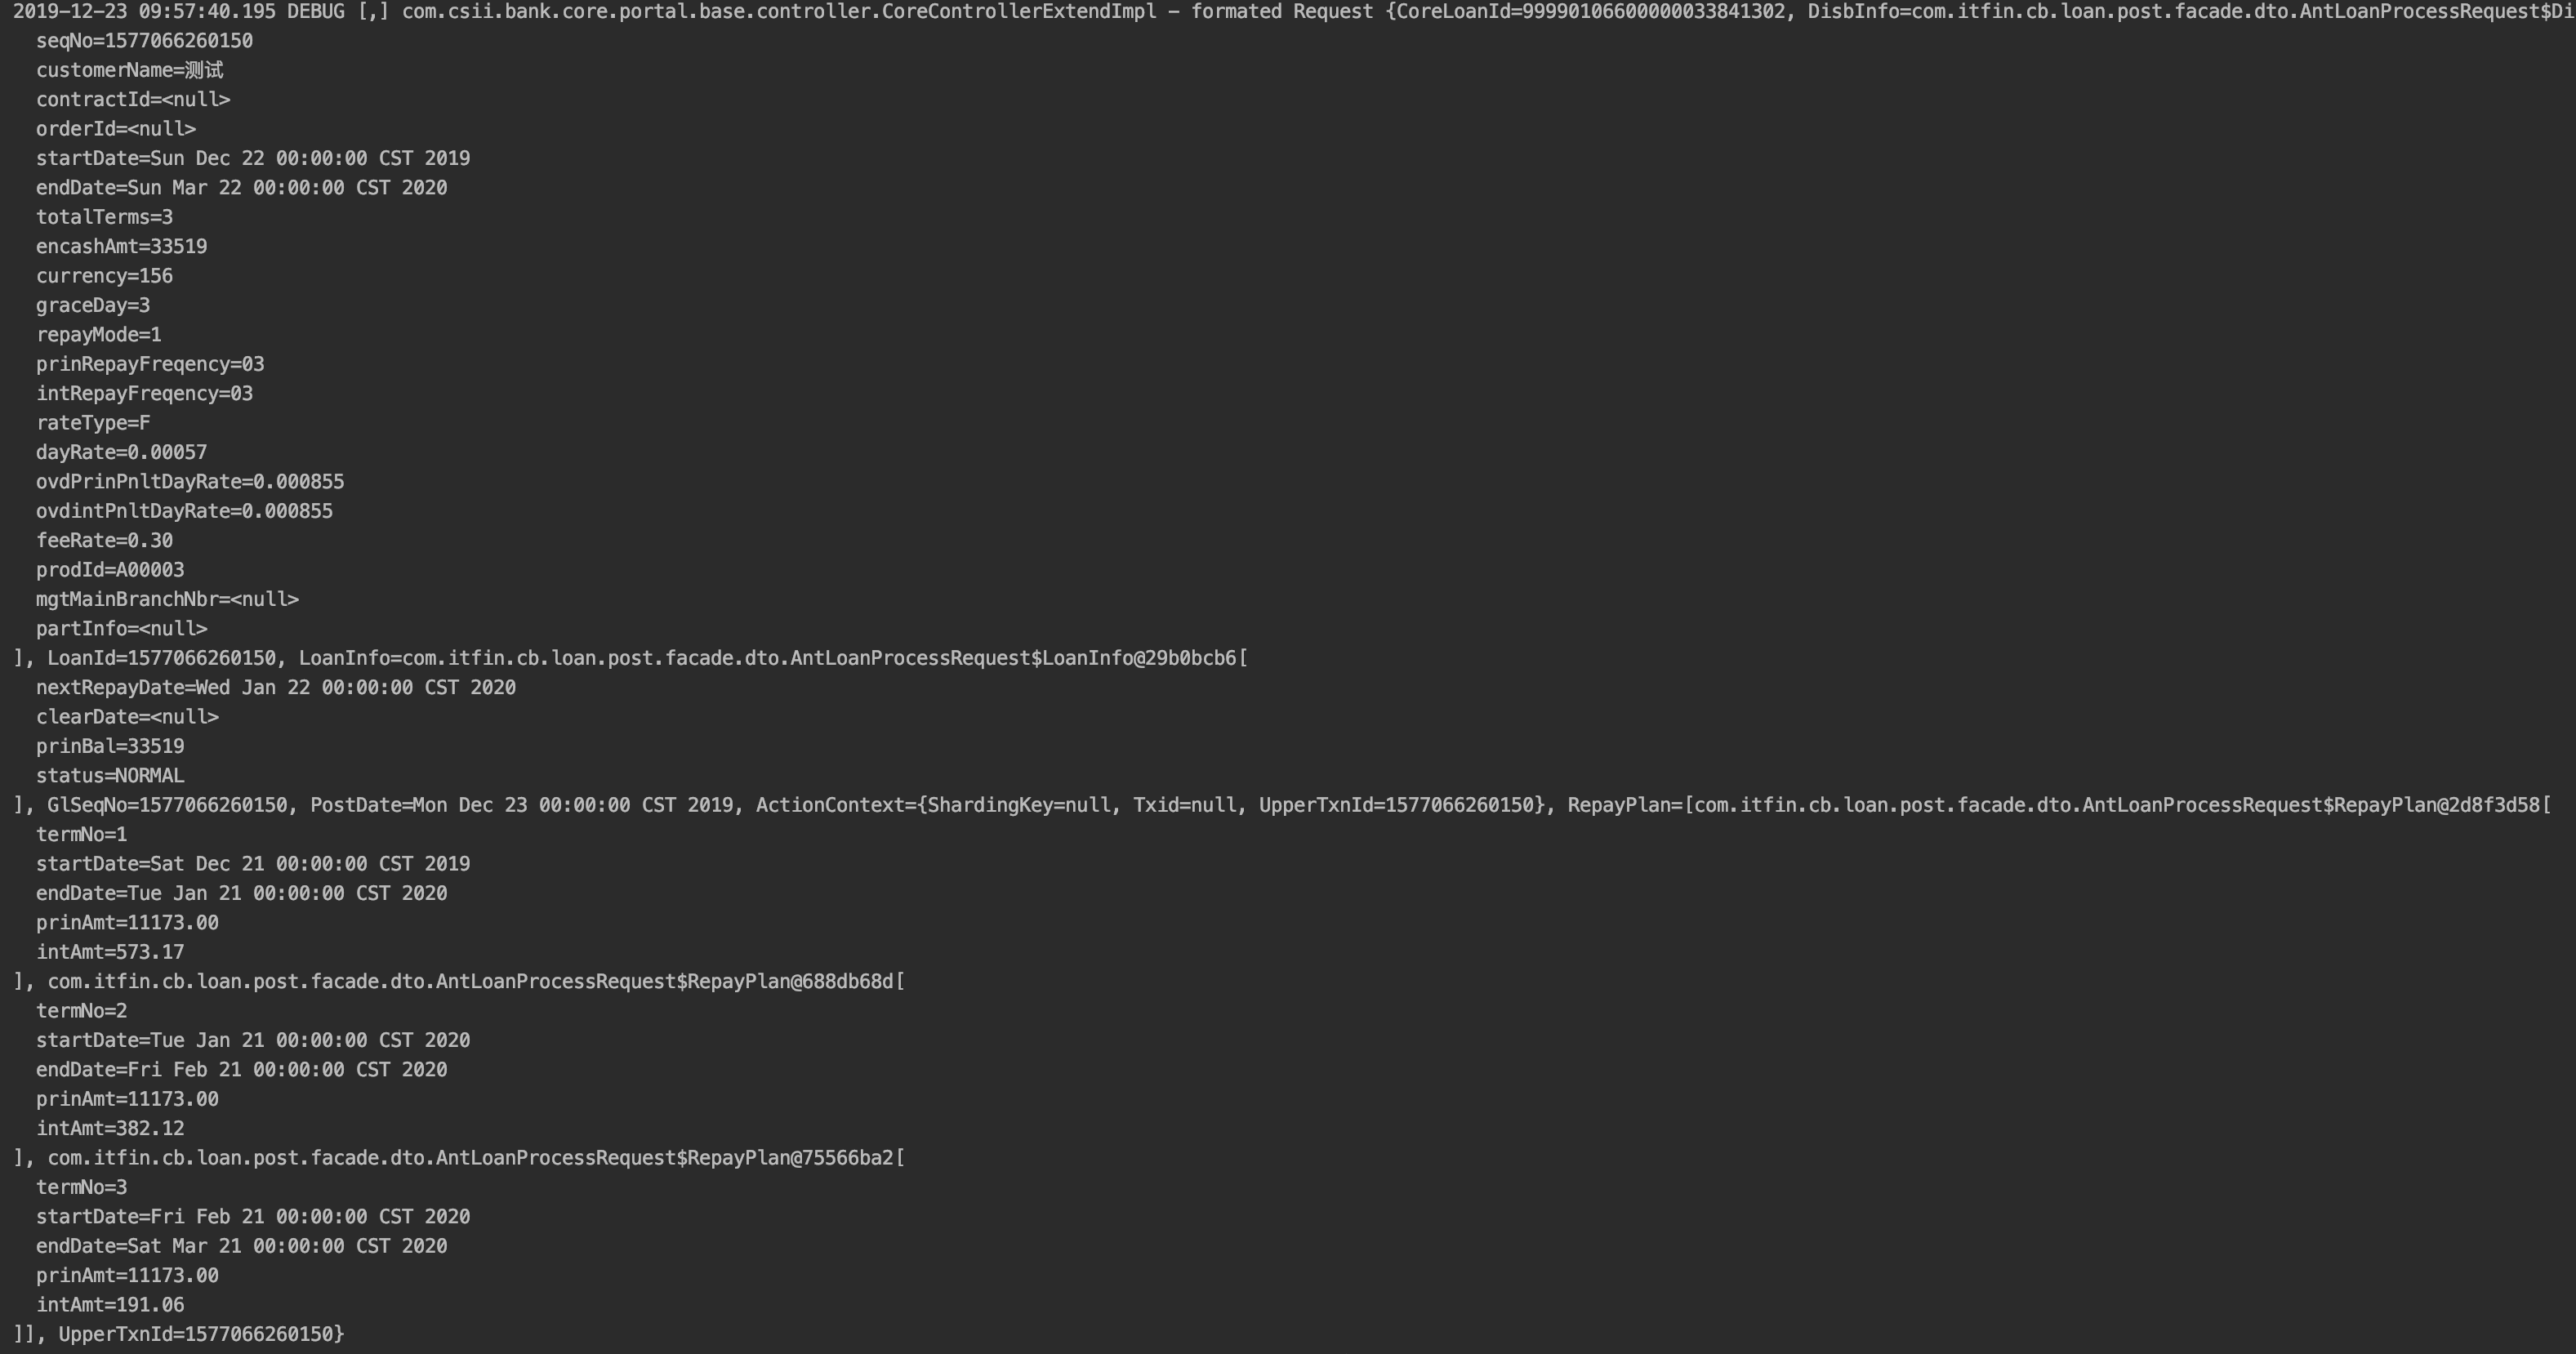 2019-12-23 09:57:40.195 DEBUG [,] com.csii.bank.core.portal.base.controller.CoreControllerExtendImpl – formated Request {CoreLoanId=99990106600000033841302, DisbInfo=com.itfin.cb.loan.post.facade.dto.AntLoanProcessRequest$Di
seqNo=1577066260150
customerName=测试
contractId=<null>
orderId=<null>
startDate=Sun Dec 22 00:00:00 CST 2019
endDate=Sun Mar 22 00:00:00 CST 2020
totalTerms=3
encashAmt=33519
currency=156
graceDay=3
repayMode=1
prinRepayFreqency=03
intRepayFreqency=03
rateType=F
dayRate=0.00057
ovdPrinPnltDayRate=0.000855
ovdintPnltDayRate=0.000855
feeRate=0.30
prodId=A00003
mgtMainBranchNbr=<null>
partInfo=<null>
], LoanId=1577066260150, LoanInfo=com.itfin.cb.loan.post.facade.dto.AntLoanProcessRequest$LoanInfo@29b0bcb6[
nextRepayDate=Wed Jan 22 00:00:00 CST 2020
clearDate=<null>
prinBal=33519
status=NORMAL
], GlSeqNo=1577066260150, PostDate=Mon Dec 23 00:00:00 CST 2019, ActionContext={ShardingKey=null, Txid=null, UpperTxnId=1577066260150}, RepayPlan=[com.itfin.cb.loan.post.facade.dto.AntLoanProcessRequest$RepayPlan@2d8f3d58[
termNo=1
startDate=Sat Dec 21 00:00:00 CST 2019
endDate=Tue Jan 21 00:00:00 CST 2020
prinAmt=11173.00
intAmt=573.17
], com.itfin.cb.loan.post.facade.dto.AntLoanProcessRequest$RepayPlan@688db68d[
termNo=2
startDate=Tue Jan 21 00:00:00 CST 2020
endDate=Fri Feb 21 00:00:00 CST 2020
prinAmt=11173.00
intAmt=382.12
], com.itfin.cb.loan.post.facade.dto.AntLoanProcessRequest$RepayPlan@75566ba2[
termNo=3
startDate=Fri Feb 21 00:00:00 CST 2020
endDate=Sat Mar 21 00:00:00 CST 2020
prinAmt=11173.00
intAmt=191.06
]], UpperTxnId=1577066260150}